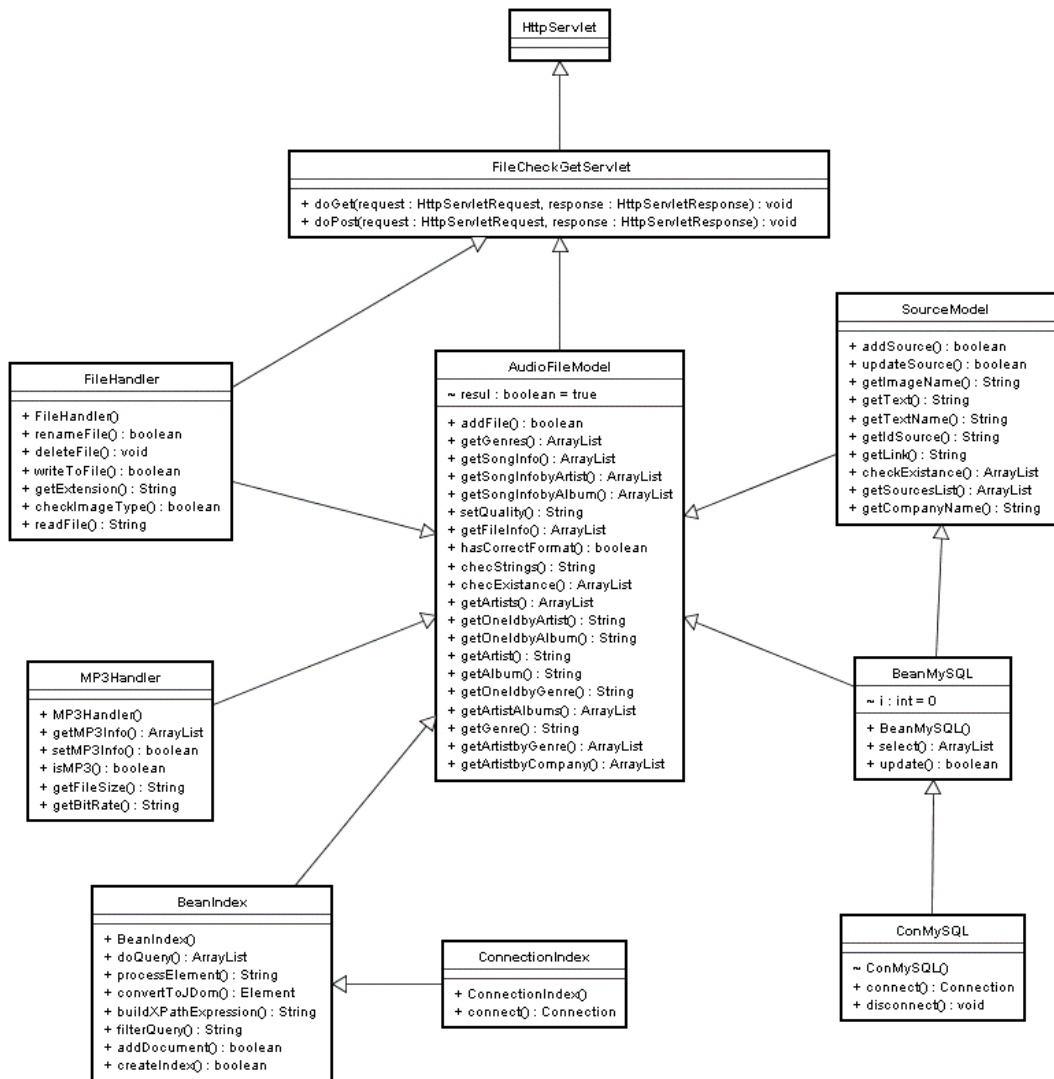 HttpServlet
FileCheckGetServlet
+ doGet(request : HttpServletRequest, response : HttpServletResponse) : void
+ doPost(request : HttpServletRequest, response : HttpServletResponse) : void
SourceModel
+ addSource() : boolean
+ updateSource() : boolean
+ getImageName() : String
+ getText() : String
+ getTextName() : String
+ getIdSource() : String
+ getLink() : String
+ checkExistance() : ArrayList
+ getSourcesList() : ArrayList
+ getCompanyName() : String
FileHandler
+ FileHandler()
+ renameFile() : boolean
+ deleteFile() : void
+ writeToFile() : boolean
+ getExtension() : String
+ checkImageType() : boolean
+ readFile() : String
AudioFileModel
~ resul : boolean = true
+ addFile() : boolean
+ getGenres() : ArrayList
+ getSongInfo() : ArrayList
+ getSongInfobyArtist() : ArrayList
+ getSongInfobyAlbum() : ArrayList
+ setQuality() : String
+ getFileInfo() : ArrayList
+ hasCorrectFormat() : boolean
+ checStrings() : String
+ checExistance() : ArrayList
+ getArtists() : ArrayList
+ getOneIdbyArtist() : String
+ getOneIdbyAlbum() : String
+ getArtist() : String
+ getAlbum() : String
+ getOneIdbyGenre() : String
+ getArtistAlbums() : ArrayList
+ getGenre() : String
+ getArtistbyGenre() : ArrayList
+ getArtistbyCompany() : ArrayList
MP3Handler
+ MP3Handler()
+ getMP3Info() : ArrayList
+ setMP3Info() : boolean
+ isMP3() : boolean
+ getFileSize() : String
+ getBitRate() : String
BeanMySQL
~ i : int = 0
+ BeanMySQL()
+ select() : ArrayList
+ update() : boolean
BeanIndex
+ BeanIndex()
+ doQuery() : ArrayList
+ processElement() : String
+ convertToJDom() : Element
+ buildXPathExpression() : String
+ filterQuery() : String
+ addDocument() : boolean
+ createIndex() : boolean
ConnectionIndex
+ ConnectionIndex()
+ connect() : Connection
ConMySQL
~ ConMySQL()
+ connect() : Connection
+ disconnect() : void